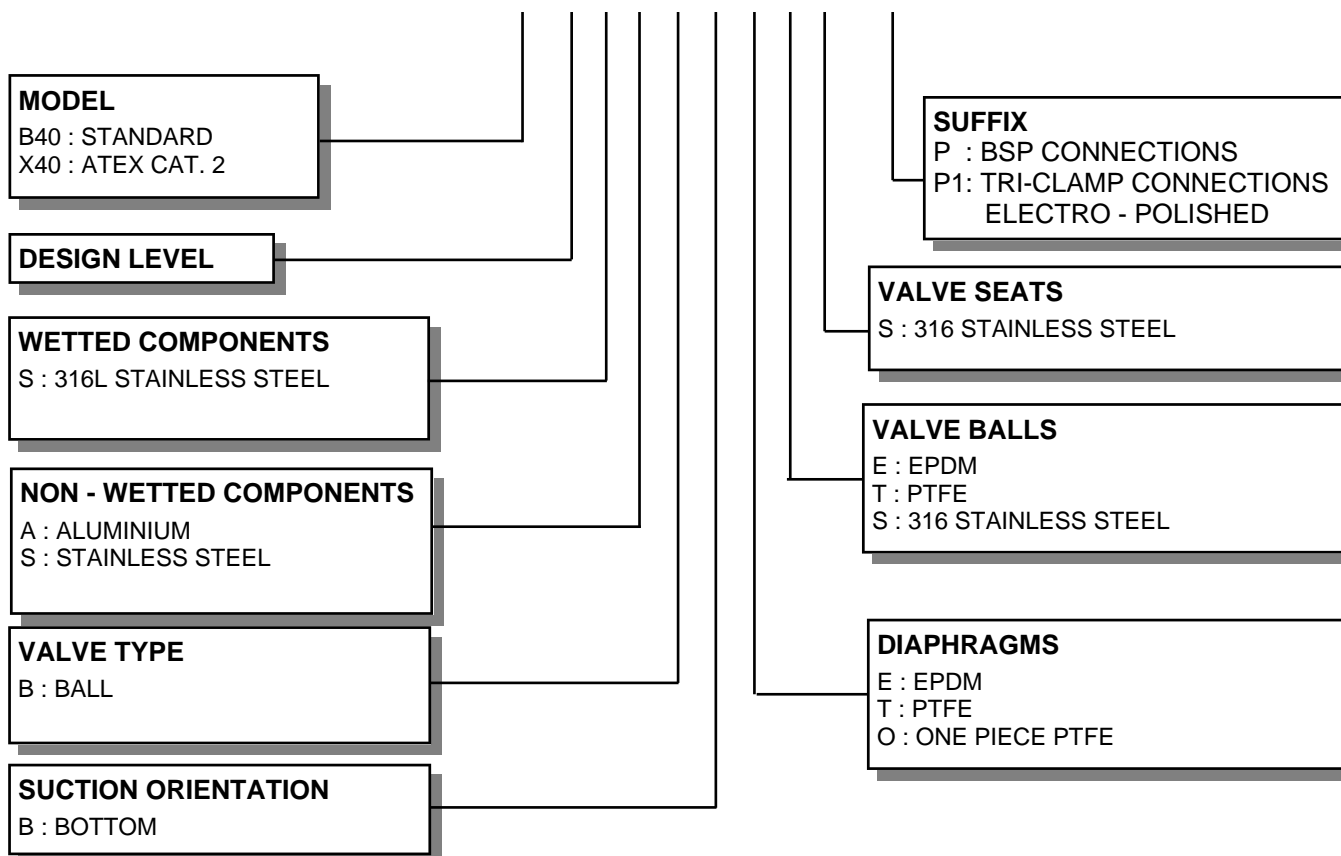 MODEL
B40 : STANDARD
X40 : ATEX CAT. 2
DESIGN LEVEL
WETTED COMPONENTS
S : 316L STAINLESS STEEL
NON - WETTED COMPONENTS
A : ALUMINIUM
S : STAINLESS STEEL
VALVE TYPE
B : BALL
SUCTION ORIENTATION
B : BOTTOM
SUFFIX
P : BSP CONNECTIONS
P1: TRI-CLAMP CONNECTIONS
ELECTRO - POLISHED
VALVE SEATS
S : 316 STAINLESS STEEL
VALVE BALLS
E : EPDM
T : PTFE
S : 316 STAINLESS STEEL
DIAPHRAGMS
E : EPDM
T : PTFE
O : ONE PIECE PTFE